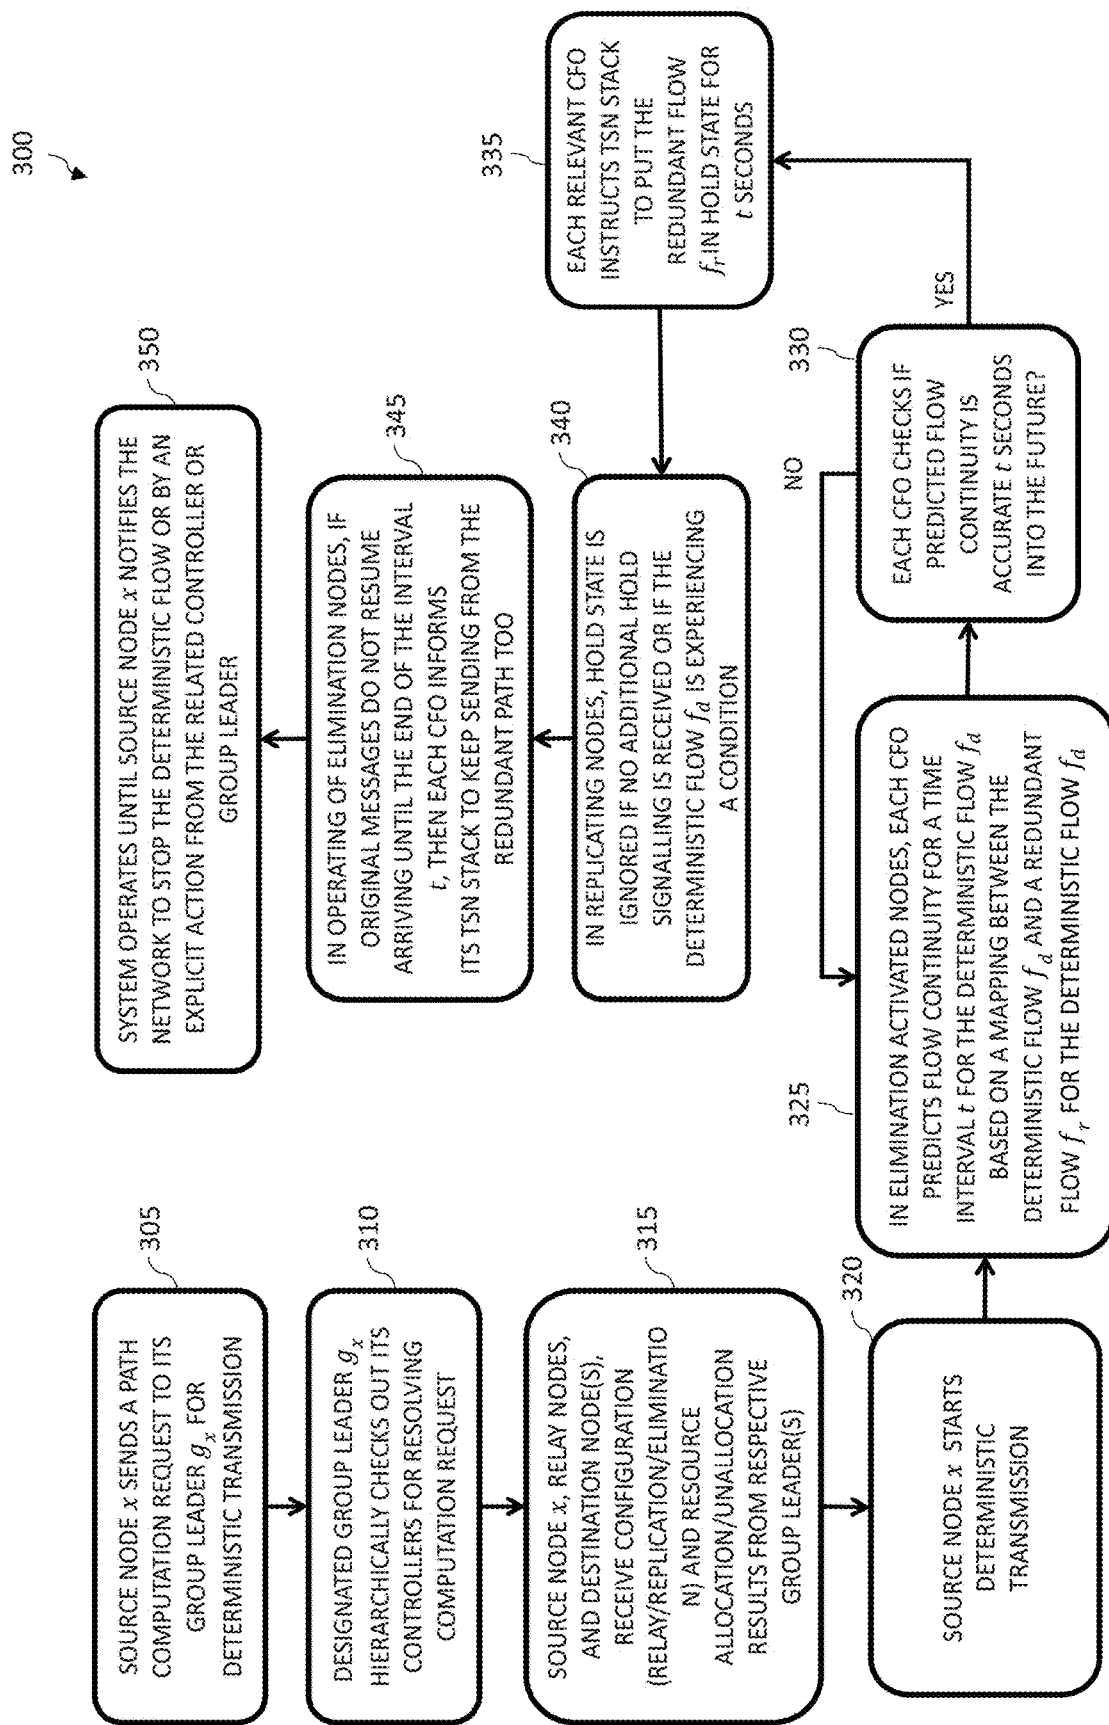 300
305
SOURCE NODE x SENDS A PATH
COMPUTATION REQUEST TO ITS
GROUP LEADER g_x FOR
DETERMINISTIC TRANSMISSION
310
DESIGNATED GROUP LEADER g_x
HIERARCHICALLY CHECKS OUT ITS
CONTROLLERS FOR RESOLVING
COMPUTATION REQUEST
315
SOURCE NODE x, RELAY NODES,
AND DESTINATION NODE(S),
RECEIVE CONFIGURATION
(RELAY/REPLICATION/ELIMINATIO
N) AND RESOURCE
ALLOCATION/UNALLOCATION
RESULTS FROM RESPECTIVE
GROUP LEADER(S)
320
SOURCE NODE x STARTS
DETERMINISTIC
TRANSMISSION
325
IN ELIMINATION ACTIVATED NODES, EACH CFO
PREDICTS FLOW CONTINUITY FOR A TIME
INTERVAL t FOR THE DETERMINISTIC FLOW f_d
BASED ON A MAPPING BETWEEN THE
DETERMINISTIC FLOW f_d AND A REDUNDANT
FLOW f_r FOR THE DETERMINISTIC FLOW f_d
330
EACH CFO CHECKS IF
PREDICTED FLOW
CONTINUITY IS
ACCURATE t SECONDS
INTO THE FUTURE?
NO
YES
335
EACH RELEVANT CFO
INSTRUCTS TSN STACK
TO PUT THE
REDUNDANT FLOW
f_r IN HOLD STATE FOR
t SECONDS
340
IN REPLICATING NODES, HOLD STATE IS
IGNORED IF NO ADDITIONAL HOLD
SIGNALLING IS RECEIVED OR IF THE
DETERMINISTIC FLOW f_d IS EXPERIENCING
A CONDITION
345
IN OPERATING OF ELIMINATION NODES, IF
ORIGINAL MESSAGES DO NOT RESUME
ARRIVING UNTIL THE END OF THE INTERVAL
t, THEN EACH CFO INFORMS
ITS TSN STACK TO KEEP SENDING FROM THE
REDUNDANT PATH TOO
350
SYSTEM OPERATES UNTIL SOURCE NODE x NOTIFIES THE
NETWORK TO STOP THE DETERMINISTIC FLOW OR BY AN
EXPLICIT ACTION FROM THE RELATED CONTROLLER OR
GROUP LEADER